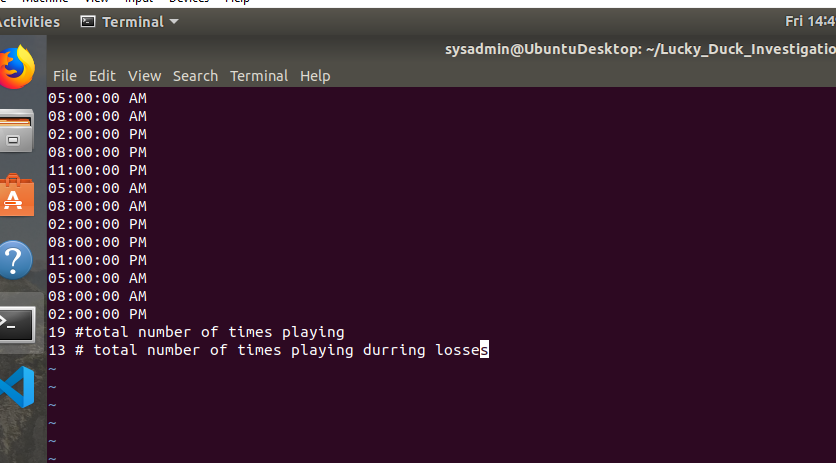 Machine View Input Devices Help
Activities Terminal Fri 14:4
sysadmin@UbuntuDesktop: ~/Lucky_Duck_Investigatio
File Edit View Search Terminal Help
05:00:00 AM
08:00:00 AM
02:00:00 PM
08:00:00 PM
11:00:00 PM
05:00:00 AM
08:00:00 AM
02:00:00 PM
08:00:00 PM
11:00:00 PM
05:00:00 AM
08:00:00 AM
02:00:00 PM
19 #total number of times playing
13 # total number of times playing durring losses
~
~
~
~
~
~